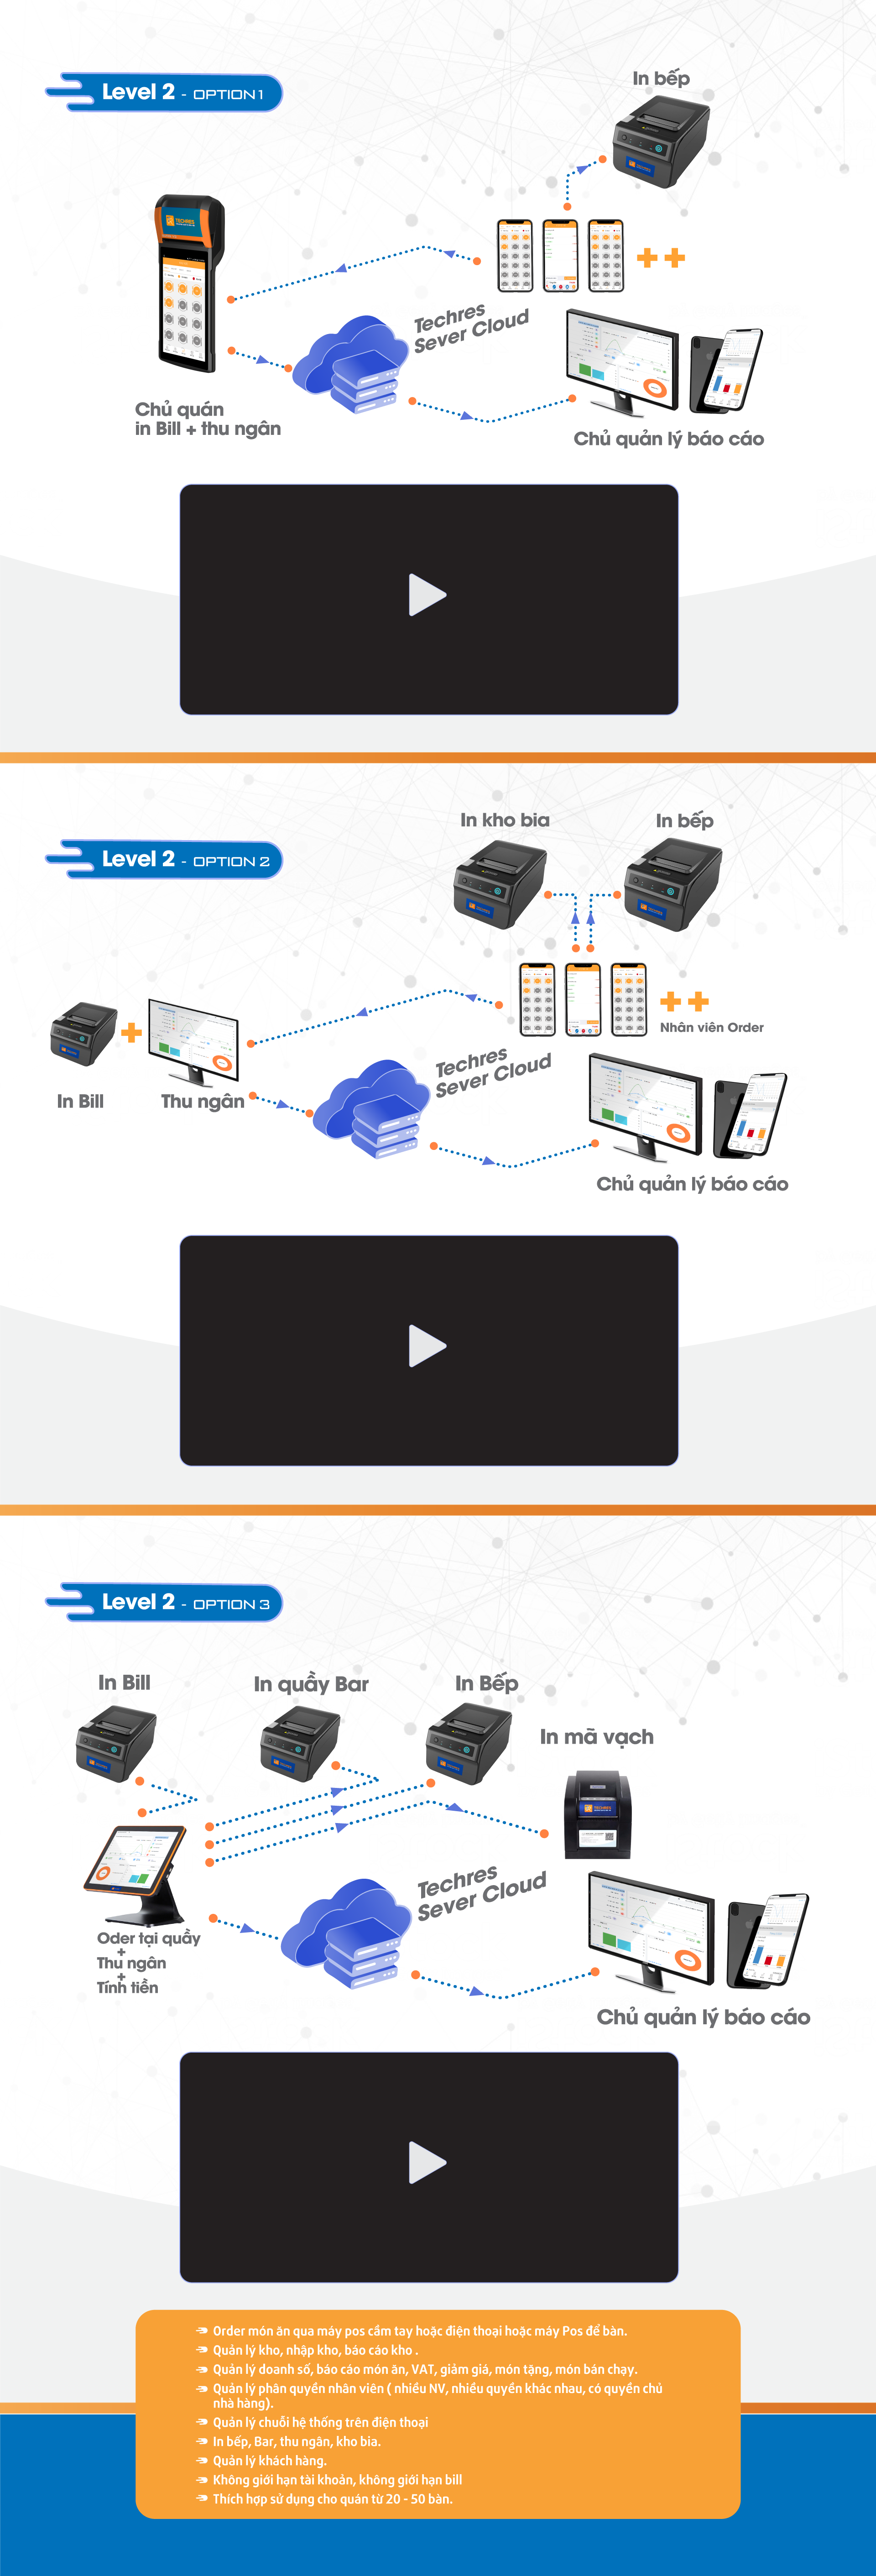 Level 2 - OPTION 1
In bếp
TECHRES
Techres
Sever Cloud
Chủ quán
in Bill + thu ngân
Chủ quản lý báo cáo
In kho bia
In bếp
Level 2 - OPTION 2
Nhân viên Order
Techres
Sever Cloud
In Bill
Thu ngân
Chủ quản lý báo cáo
Level 2 - OPTION 3
In Bill
In quầy Bar
In Bếp
In mã vạch
TECHRES
Techres
Sever Cloud
Oder tại quầy
+
Thu ngân
+
Tính tiền
Chủ quản lý báo cáo
Order món ăn qua máy pos cầm tay hoặc điện thoại hoặc máy Pos để bàn.
Quản lý kho, nhập kho, báo cáo kho .
Quản lý doanh số, báo cáo món ăn, VAT, giảm giá, món tặng, món bán chạy.
Quản lý phân quyền nhân viên ( nhiều NV, nhiều quyền khác nhau, có quyền chủ
nhà hàng).
Quản lý chuỗi hệ thống trên điện thoại
In bếp, Bar, thu ngân, kho bia.
Quản lý khách hàng.
Không giới hạn tài khoản, không giới hạn bill
Thích hợp sử dụng cho quán từ 20 - 50 bàn.